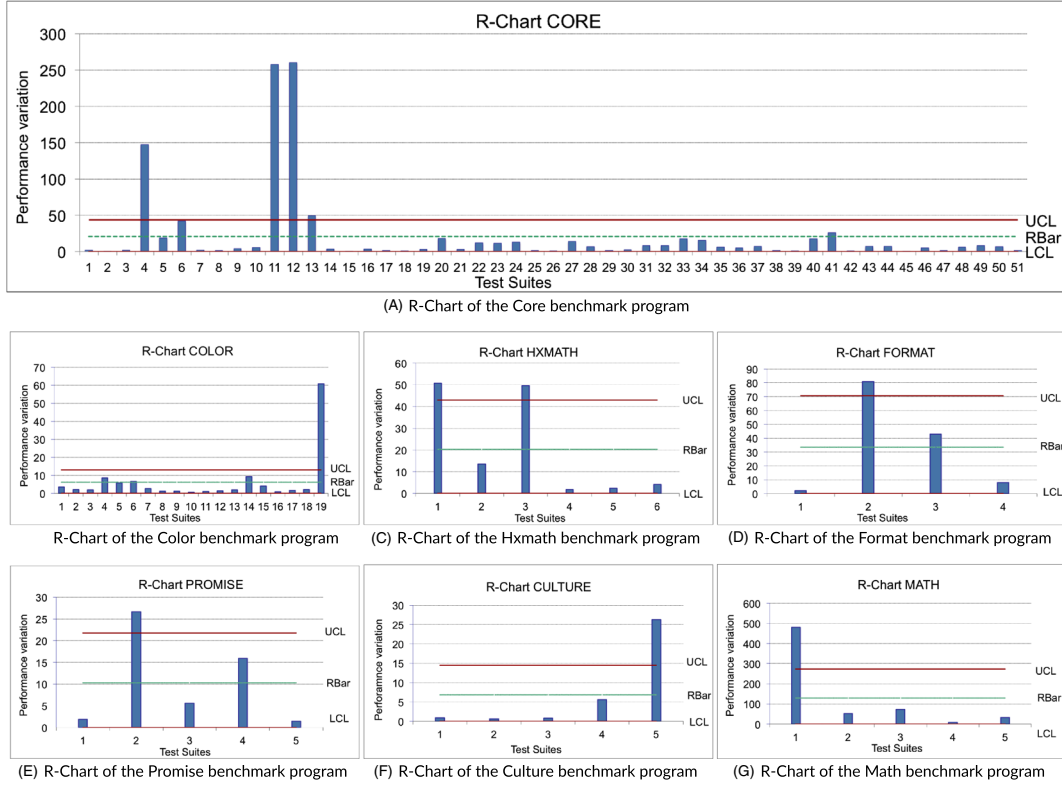 R-Chart CORE
Performance variation
300
250
200
150
100
50
0
UCL
RBar
LCL
1 2 3 4 5 6 7 8 9 10 11 12 13 14 15 16 17 18 19 20 21 22 23 24 25 26 27 28 29 30 31 32 33 34 35 36 37 38 39 40 41 42 43 44 45 46 47 48 49 50 51
Test Suites
(A) R-Chart of the Core benchmark program
R-Chart COLOR
Performance variation
70
60
50
40
30
20
10
0
UCL
RBar
LCL
1 2 3 4 5 6 7 8 9 10 11 12 13 14 15 16 17 18 19
Test Suites
R-Chart of the Color benchmark program
R-Chart HXMATH
Performance variation
60
50
40
30
20
10
0
UCL
RBar
LCL
1 2 3 4 5 6
Test Suites
(C) R-Chart of the Hxmath benchmark program
R-Chart FORMAT
Performance variation
90
80
70
60
50
40
30
20
10
0
UCL
RBar
LCL
1 2 3 4
Test Suites
(D) R-Chart of the Format benchmark program
R-Chart PROMISE
Performance variation
30
25
20
15
10
5
0
UCL
RBar
LCL
1 2 3 4 5
Test Suites
(E) R-Chart of the Promise benchmark program
R-Chart CULTURE
Perforamnce variation
30
25
20
15
10
5
0
UCL
RBar
LCL
1 2 3 4 5
Test Suites
(F) R-Chart of the Culture benchmark program
R-Chart MATH
Performance variation
600
500
400
300
200
100
0
UCL
RBar
LCL
1 2 3 4 5
Test Suites
(G) R-Chart of the Math benchmark program